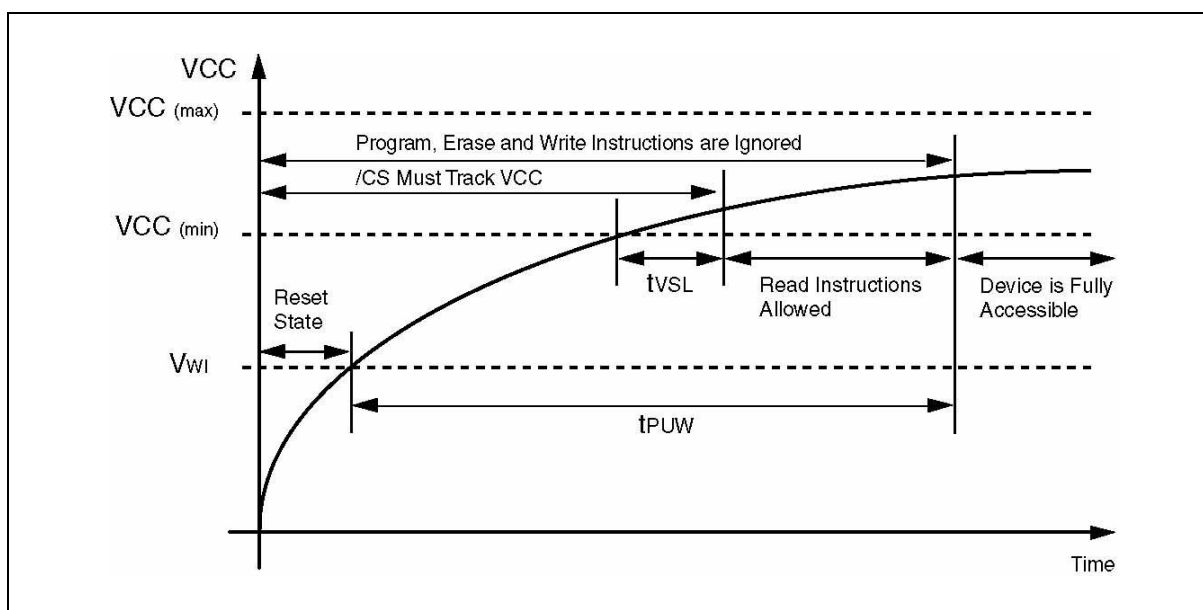 VCC
VCC (max)
Program, Erase and Write Instructions are Ignored
/CS Must Track VCC
VCC (min)
tVSL
Read Instructions
Allowed
Device is Fully
Accessible
Reset
State
VWI
tPUW
Time